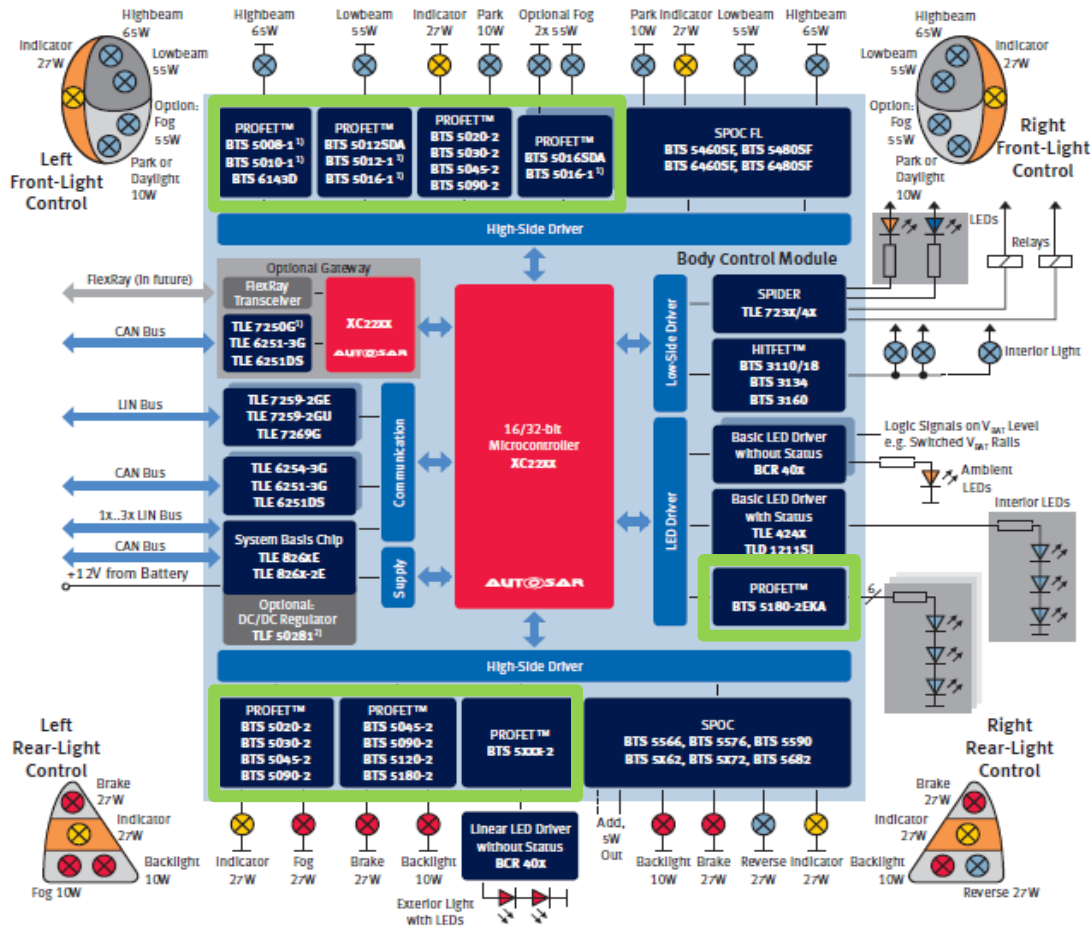 Highbeam
65W
Lowbeam
55W
Indicator
27W
Park
10W
Optional Fog
2x 55W
Park
10W
Indicator
27W
Lowbeam
55W
Highbeam
65W
Highbeam
65W
Indicator
27W
Lowbeam
55W
Option:
Fog
55W
Park or
Daylight
10W
Left
Front-Light
Control
Highbeam
65W
Lowbeam
55W
Indicator
27W
Option:
Fog
55W
Park or
Daylight
10W
Right
Front-Light
Control
PROFET™
BTS 5008-1 1)
BTS 5010-1 1)
BTS 6143D
PROFET™
BTS 5012SDA
BTS 5012-1 1)
BTS 5016-1 1)
PROFET™
BTS 5020-2
BTS 5030-2
BTS 5045-2
BTS 5090-2
PROFET™
BTS 5016SDA
BTS 5016-1 1)
SPOC FL
BTS 5460SF, BTS 5480SF
BTS 6460SF, BTS 6480SF
High-Side Driver
Body Control Module
LEDs
Relays
Optional Gateway
FlexRay (In future)
FlexRay
Transceiver
CAN Bus
TLE 7250G 1)
TLE 6251-3G
TLE 6251DS
XC22xx
AUTOSAR
LIN Bus
TLE 7259-2GE
TLE 7259-2GU
TLE 7269G
CAN Bus
TLE 6254-3G
TLE 6251-3G
TLE 6251DS
1x..3x LIN Bus
CAN Bus
+12V from Battery
System Basis Chip
TLE 826xE
TLE 826x-2E
Optional:
DC/DC Regulator
TLF 50281 2)
Communication
Supply
16/32-bit
Microcontroller
XC22xx
AUTOSAR
Low-Side Driver
LED Driver
SPIDER
TLE 723x/4x
HITFET™
BTS 3110/18
BTS 3134
BTS 3160
Interior Light
Basic LED Driver
without Status
BCR 40x
Logic Signals on VBAT Level
e.g. Switched VBAT Rails
Ambient
LEDs
Basic LED Driver
with Status
TLE 424x
TLD 1211SJ
Interior LEDs
PROFET™
BTS 5180-2EKA
6
High-Side Driver
PROFET™
BTS 5020-2
BTS 5030-2
BTS 5045-2
BTS 5090-2
PROFET™
BTS 5045-2
BTS 5090-2
BTS 5120-2
BTS 5180-2
PROFET™
BTS 5xxx-2
SPOC
BTS 5566, BTS 5576, BTS 5590
BTS 5X62, BTS 5X72, BTS 5682
Left
Rear-Light
Control
Brake
27W
Indicator
27W
Backlight
10W
Fog 10W
Indicator
27W
Fog
27W
Brake
27W
Backlight
10W
Linear LED Driver
without Status
BCR 40x
Exterior Light
with LEDs
Add,
5W
Out
Backlight
10W
Brake
27W
Reverse
27W
Indicator
27W
Right
Rear-Light
Control
Brake
27W
Indicator
27W
Backlight
10W
Reverse 27W